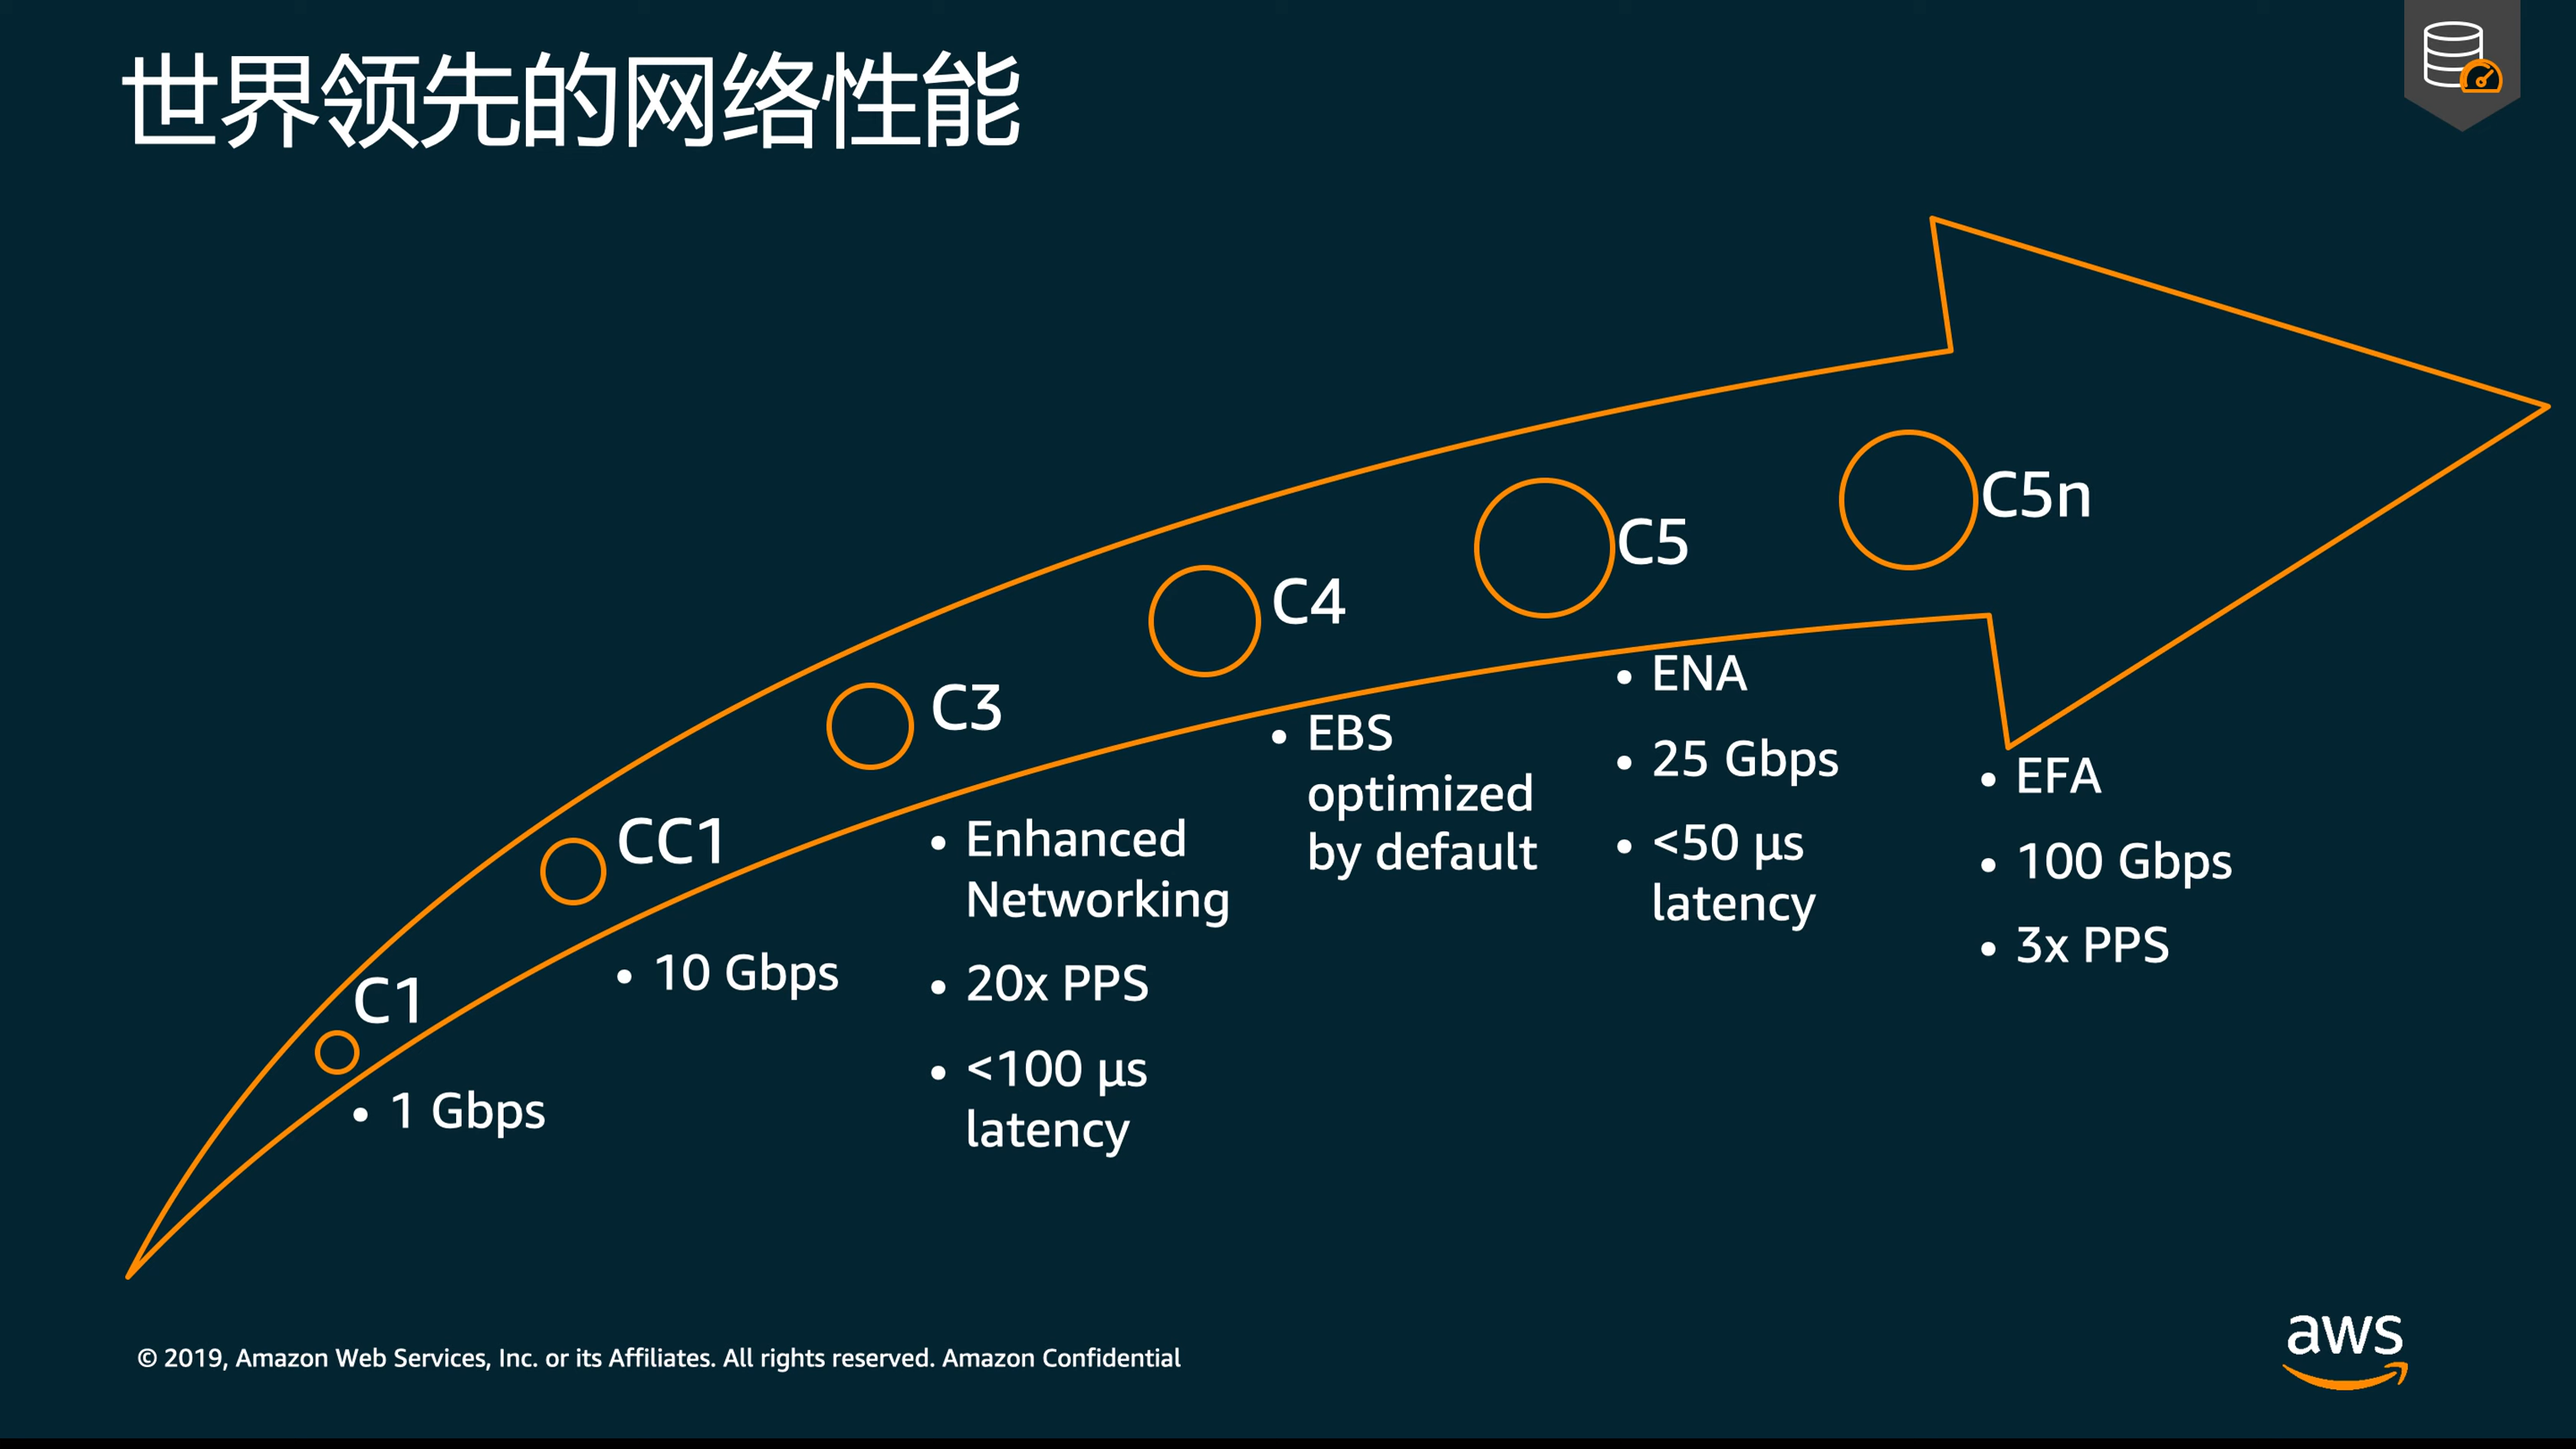 世界领先的网络性能
C1
• 1 Gbps
CC1
• 10 Gbps
C3
• Enhanced
Networking
• 20x PPS
• <100 μs
latency
C4
• EBS
optimized
by default
C5
• ENA
• 25 Gbps
• <50 μs
latency
C5n
• EFA
• 100 Gbps
• 3x PPS
© 2019, Amazon Web Services, Inc. or its Affiliates. All rights reserved. Amazon Confidential
aws